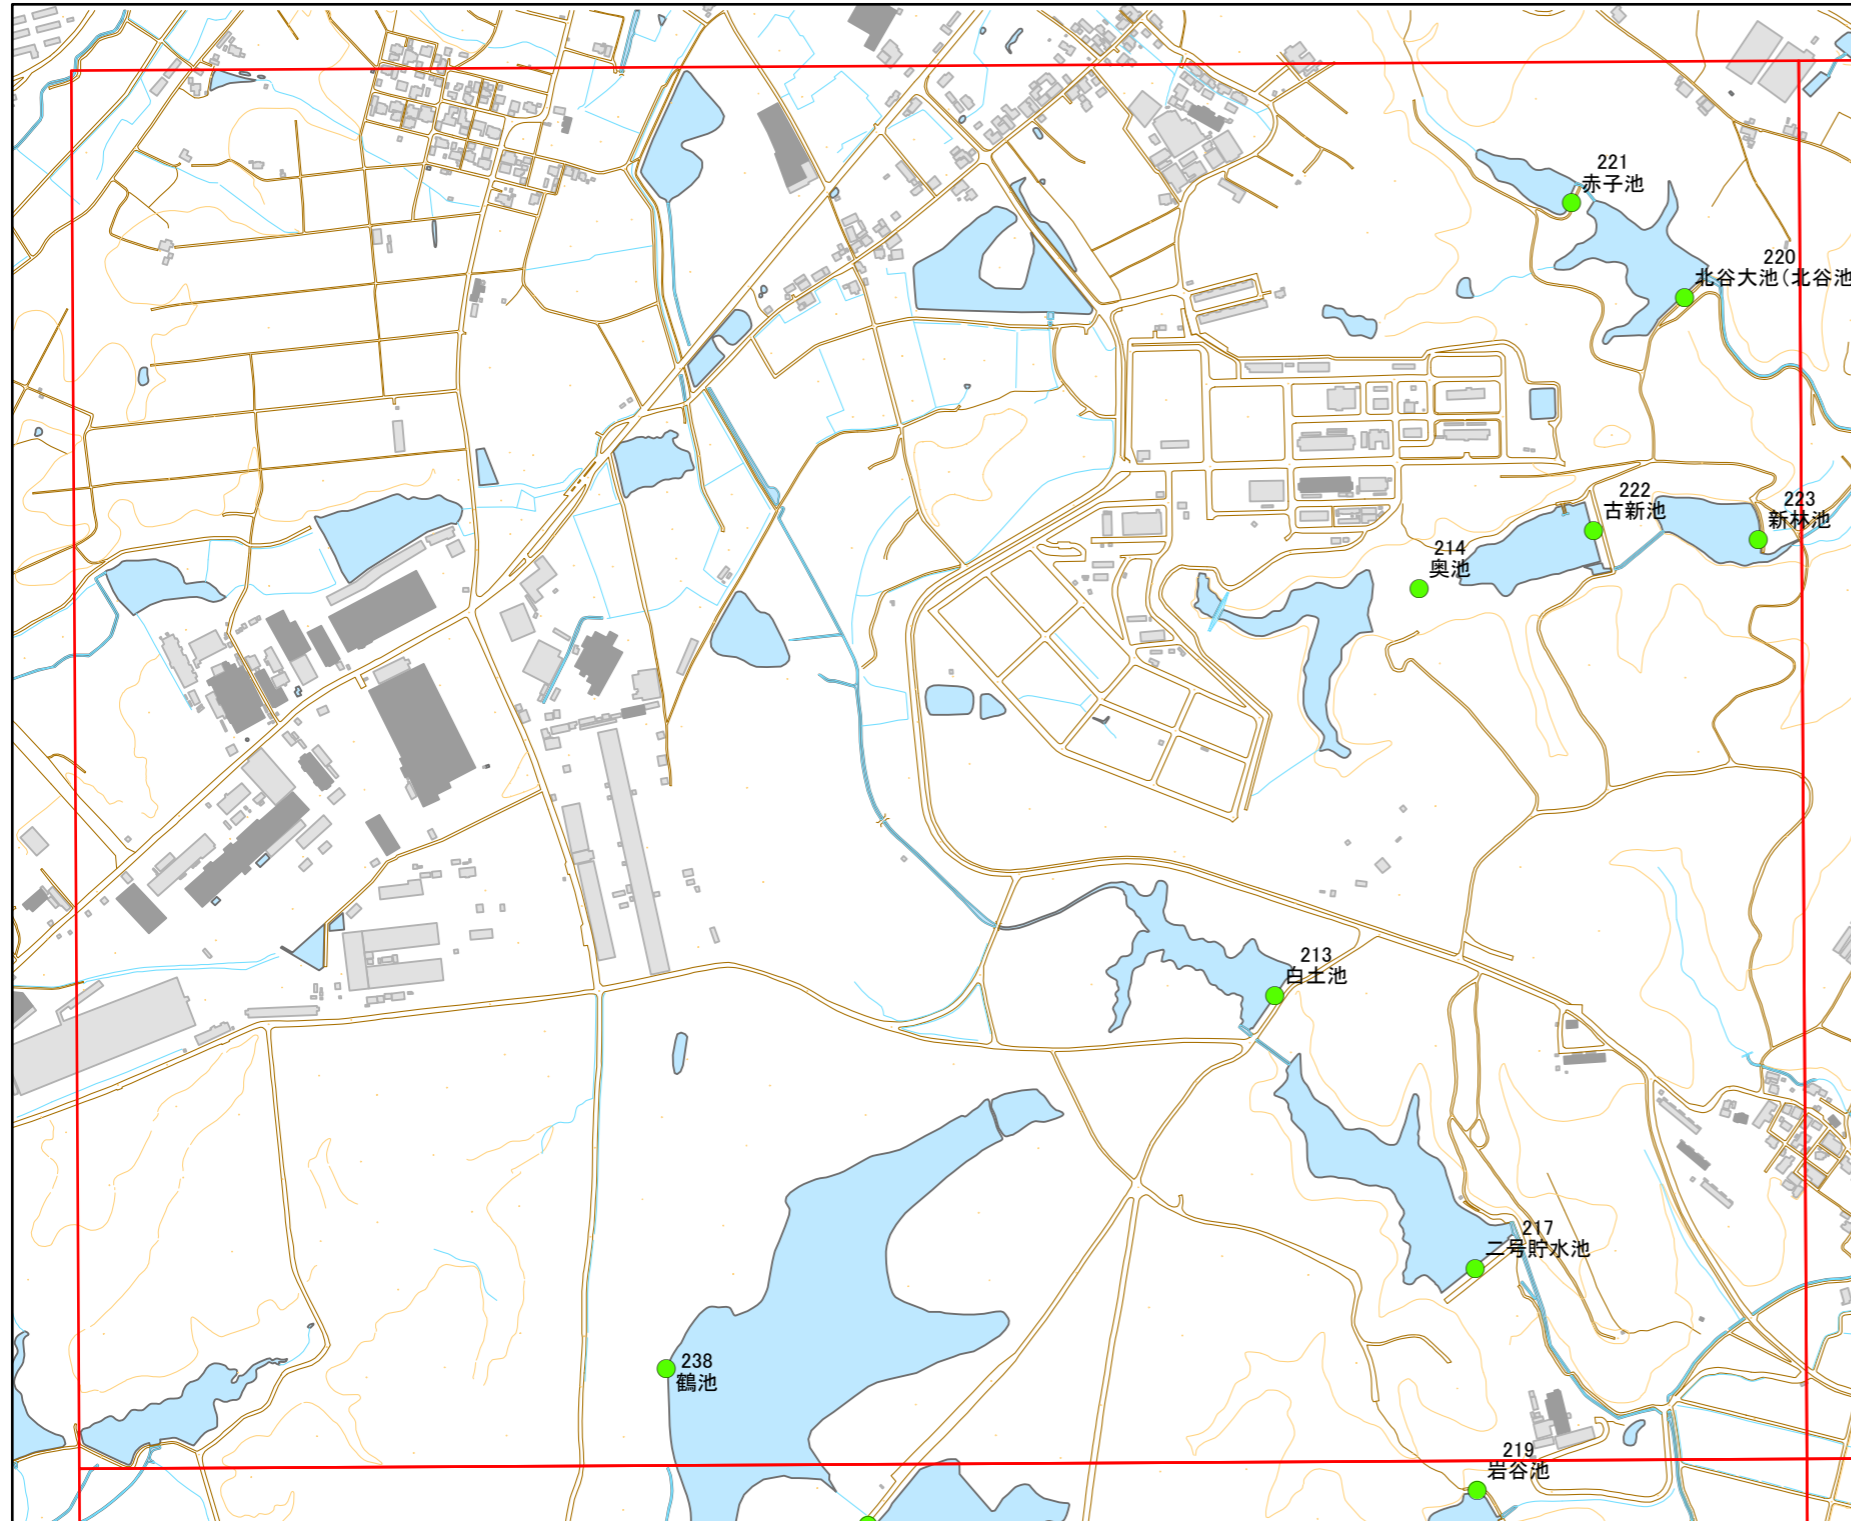 221
赤子池
220
北谷大池(北谷池
222
古新池
223
新林池
214
奥池
213
白土池
217
二号貯水池
238
鶴池
219
岩谷池